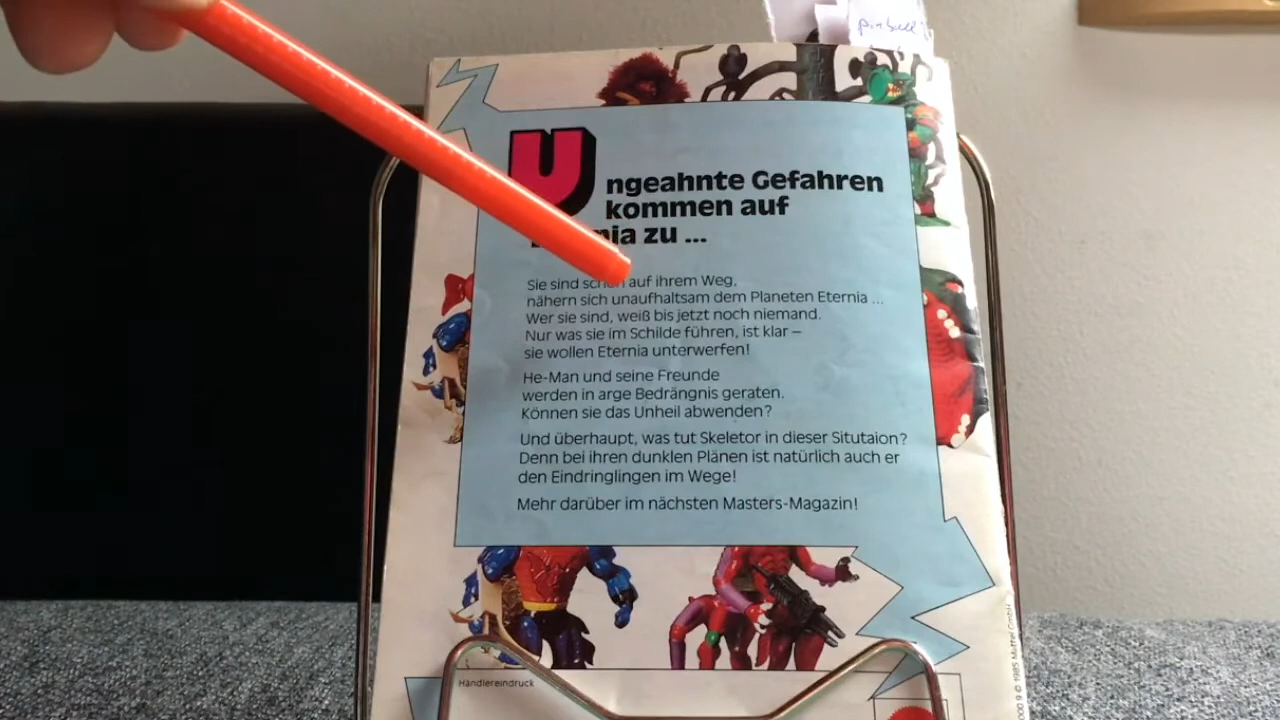 Pitbull
Ungeahnte Gefahren
kommen auf
nia zu ...
Sie sind schon auf ihrem Weg,
nähern sich unaufhaltsam dem Planeten Eternia ...
Wer sie sind, weiß bis jetzt noch niemand.
Nur was sie im Schilde führen, ist klar –
sie wollen Eternia unterwerfen!
He-Man und seine Freunde
werden in arge Bedrängnis geraten.
Können sie das Unheil abwenden?
Und überhaupt, was tut Skeletor in dieser Situtaion?
Denn bei ihren dunklen Plänen ist natürlich auch er
den Eindringlingen im Wege!
Mehr darüber im nächsten Masters-Magazin!
Händlereindruck
© 1985 Mattel GmbH